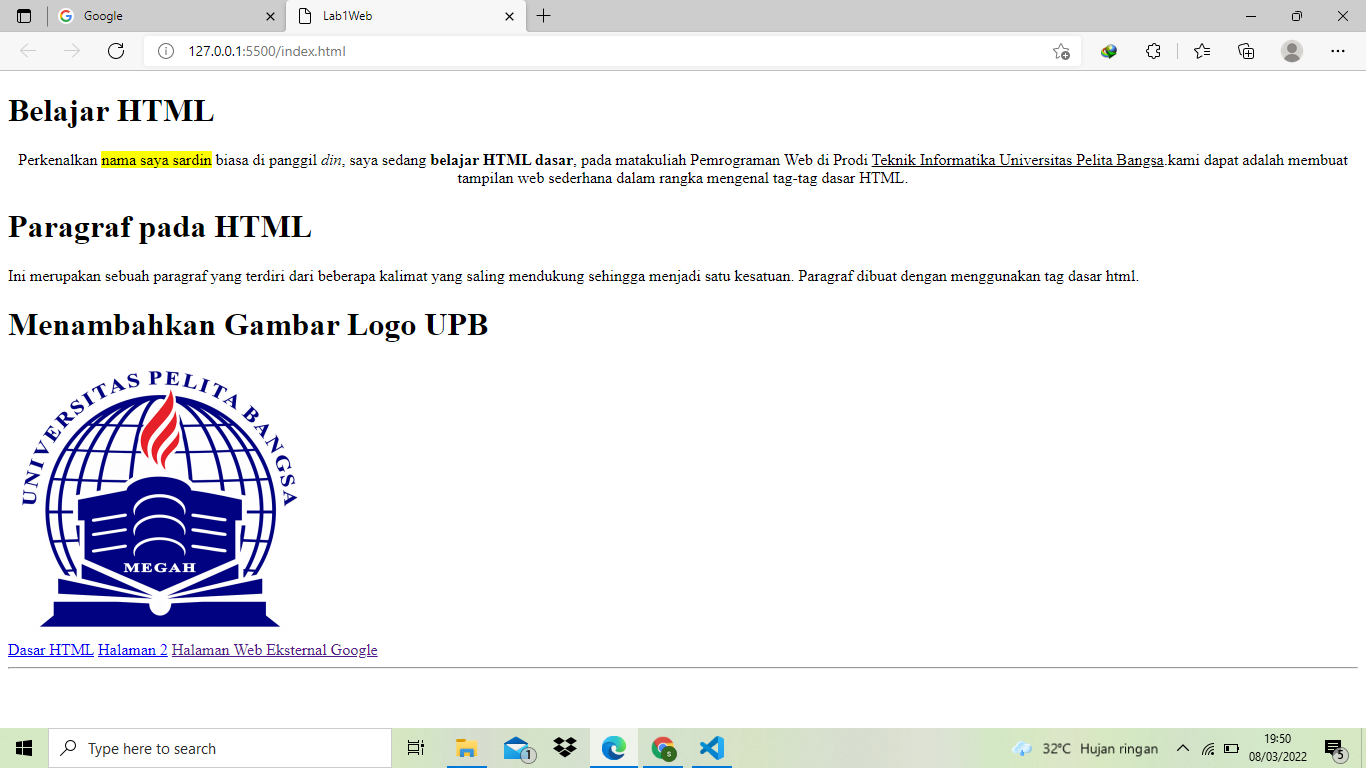 Google
Lab1Web
127.0.0.1:5500/index.html
Belajar HTML
Perkenalkan nama saya sardin biasa di panggil din, saya sedang belajar HTML dasar, pada matakuliah Pemrograman Web di Prodi Teknik Informatika Universitas Pelita Bangsa.kami dapat adalah membuat
tampilan web sederhana dalam rangka mengenal tag-tag dasar HTML.
Paragraf pada HTML
Ini merupakan sebuah paragraf yang terdiri dari beberapa kalimat yang saling mendukung sehingga menjadi satu kesatuan. Paragraf dibuat dengan menggunakan tag dasar html.
Menambahkan Gambar Logo UPB
UNIVERSITAS PELITA BANGSA
MEGAH
Dasar HTML Halaman 2 Halaman Web Eksternal Google
Type here to search
1
s
32°C Hujan ringan
19:50
08/03/2022
5